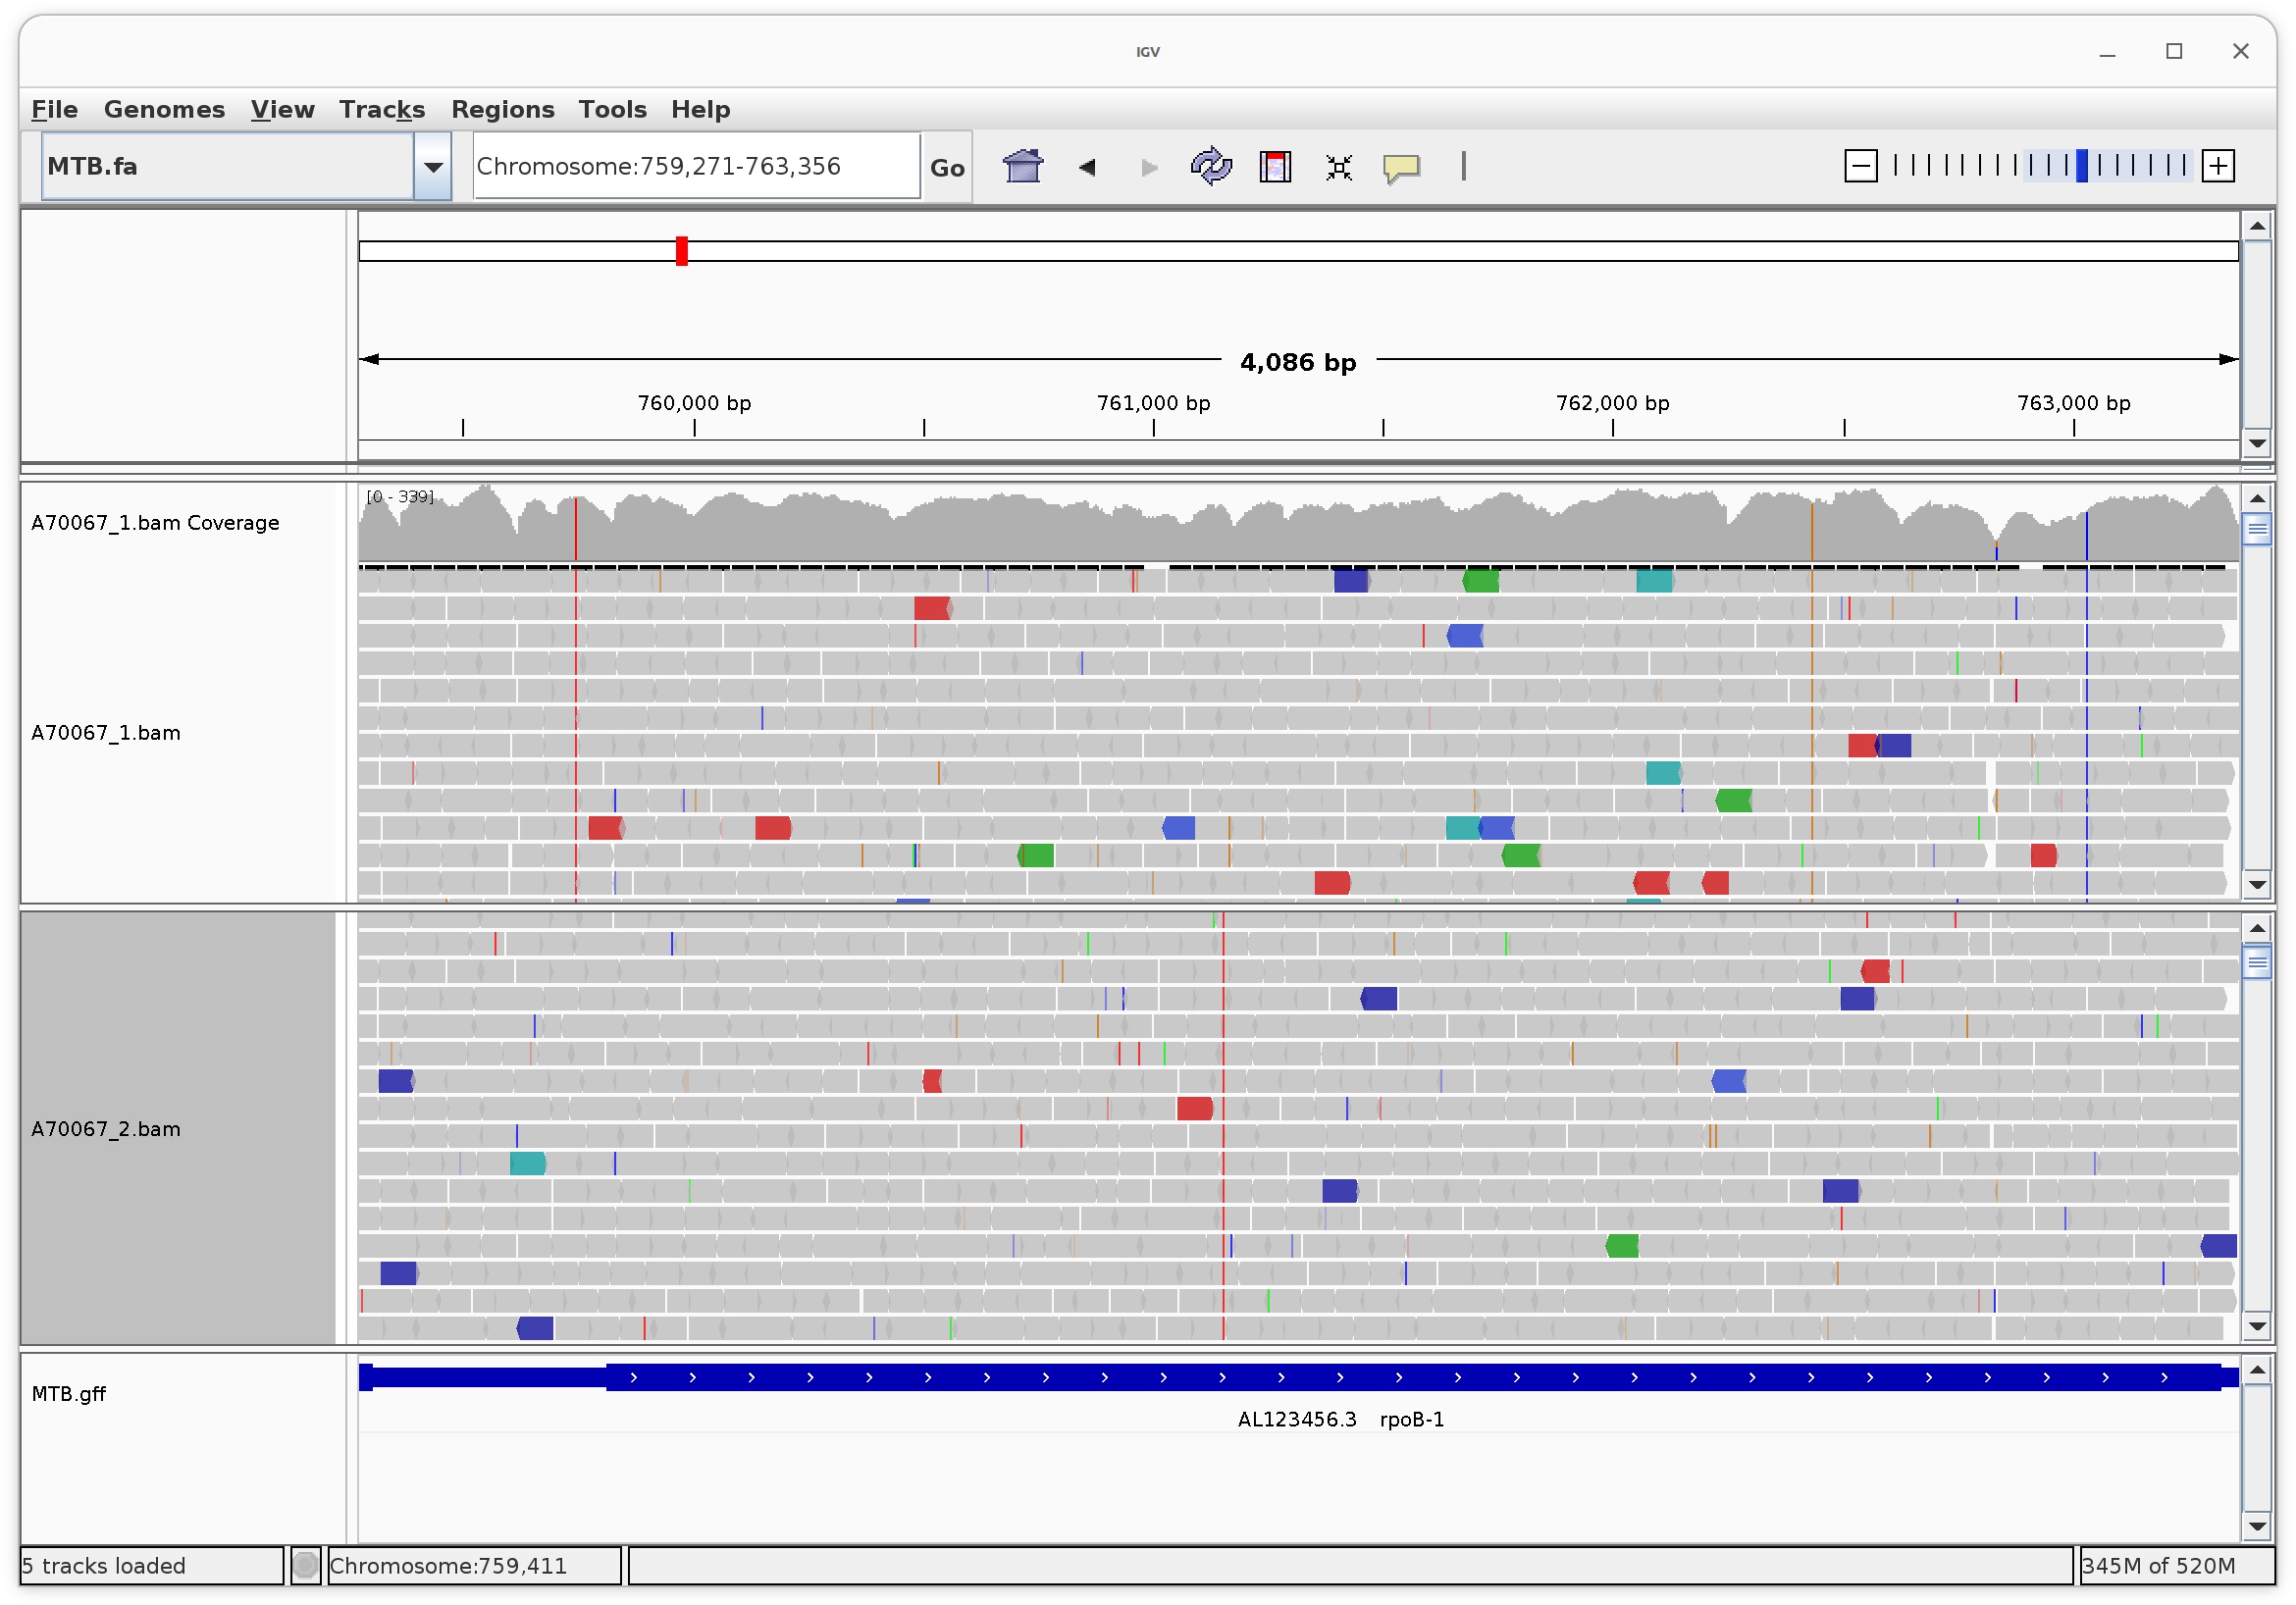 IGV
File Genomes View Tracks Regions Tools Help
MTB.fa Chromosome:759,271-763,356 Go
4,086 bp
760,000 bp 761,000 bp 762,000 bp 763,000 bp
[0 - 339]
A70067_1.bam Coverage
A70067_1.bam
A70067_2.bam
MTB.gff
AL123456.3 rpoB-1
5 tracks loaded Chromosome:759,411 345M of 520M